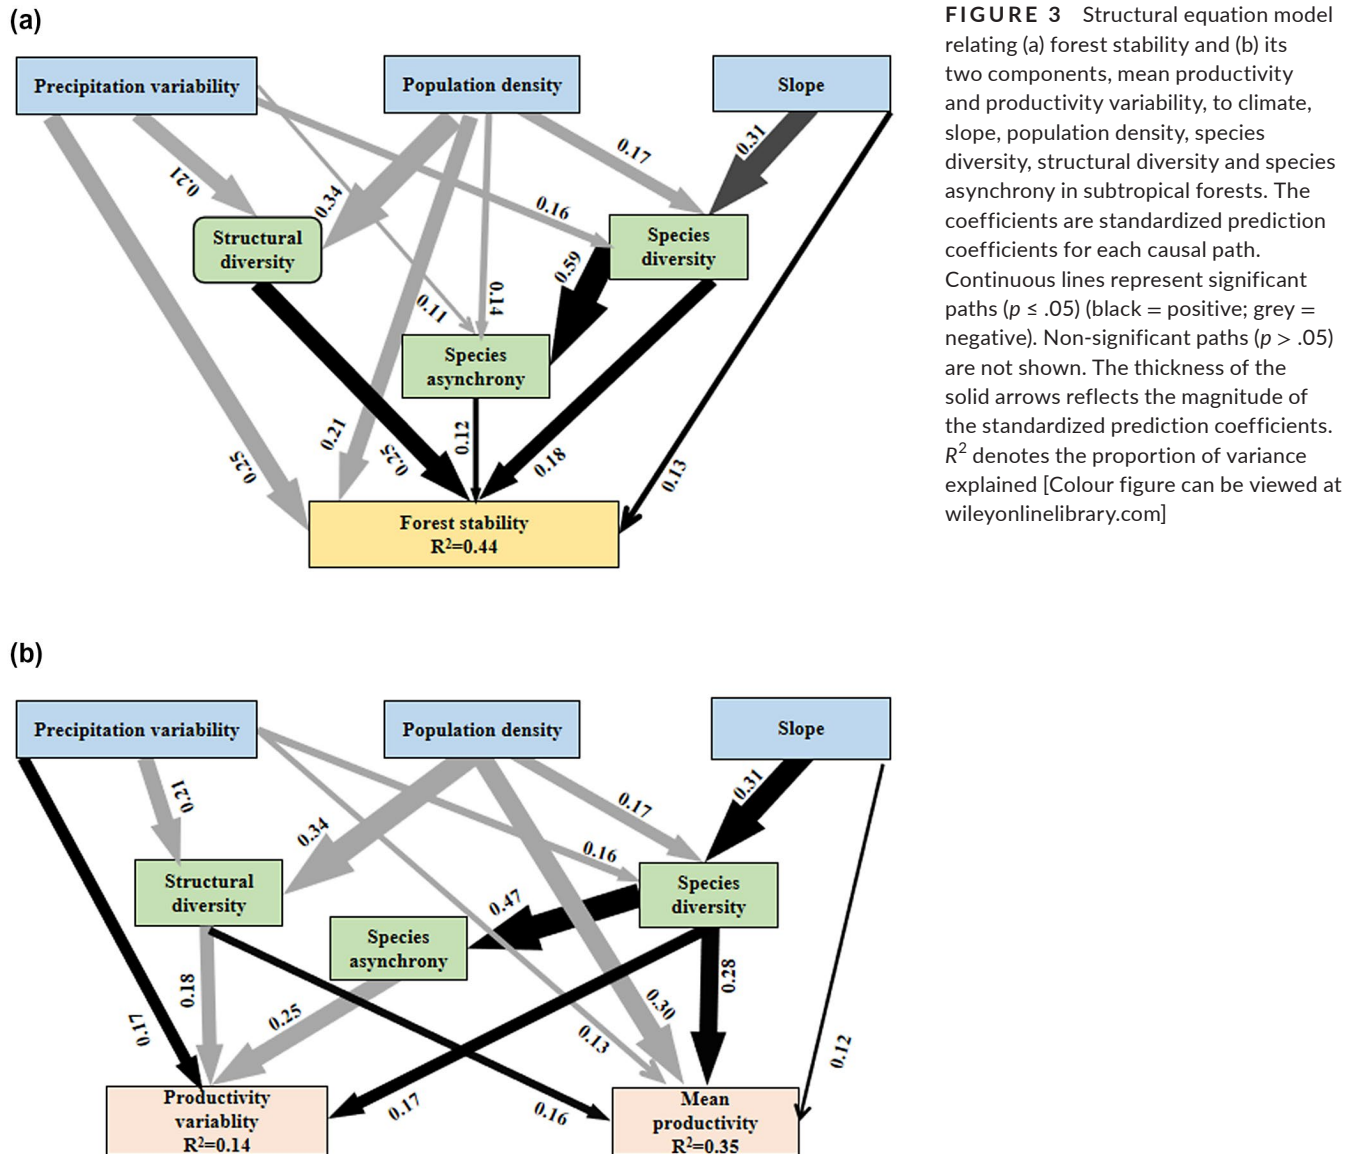 (a)
Precipitation variability
Population density
Slope
0.21
0.34
0.17
0.31
0.16
Structural
diversity
Species
diversity
0.59
0.11
0.14
Species
asynchrony
0.25
0.21
0.25
0.12
0.18
0.13
Forest stability
R²=0.44
FIGURE 3 Structural equation model
relating (a) forest stability and (b) its
two components, mean productivity
and productivity variability, to climate,
slope, population density, species
diversity, structural diversity and species
asynchrony in subtropical forests. The
coefficients are standardized prediction
coefficients for each causal path.
Continuous lines represent significant
paths (p ≤ .05) (black = positive; grey =
negative). Non-significant paths (p > .05)
are not shown. The thickness of the
solid arrows reflects the magnitude of
the standardized prediction coefficients.
R² denotes the proportion of variance
explained [Colour figure can be viewed at
wileyonlinelibrary.com]
(b)
Precipitation variability
Population density
Slope
0.21
0.34
0.17
0.31
0.16
Structural
diversity
Species
diversity
0.47
Species
asynchrony
0.17
0.18
0.25
0.13
0.30
0.28
0.12
0.17
0.16
Productivity
variablity
R²=0.14
Mean
productivity
R²=0.35